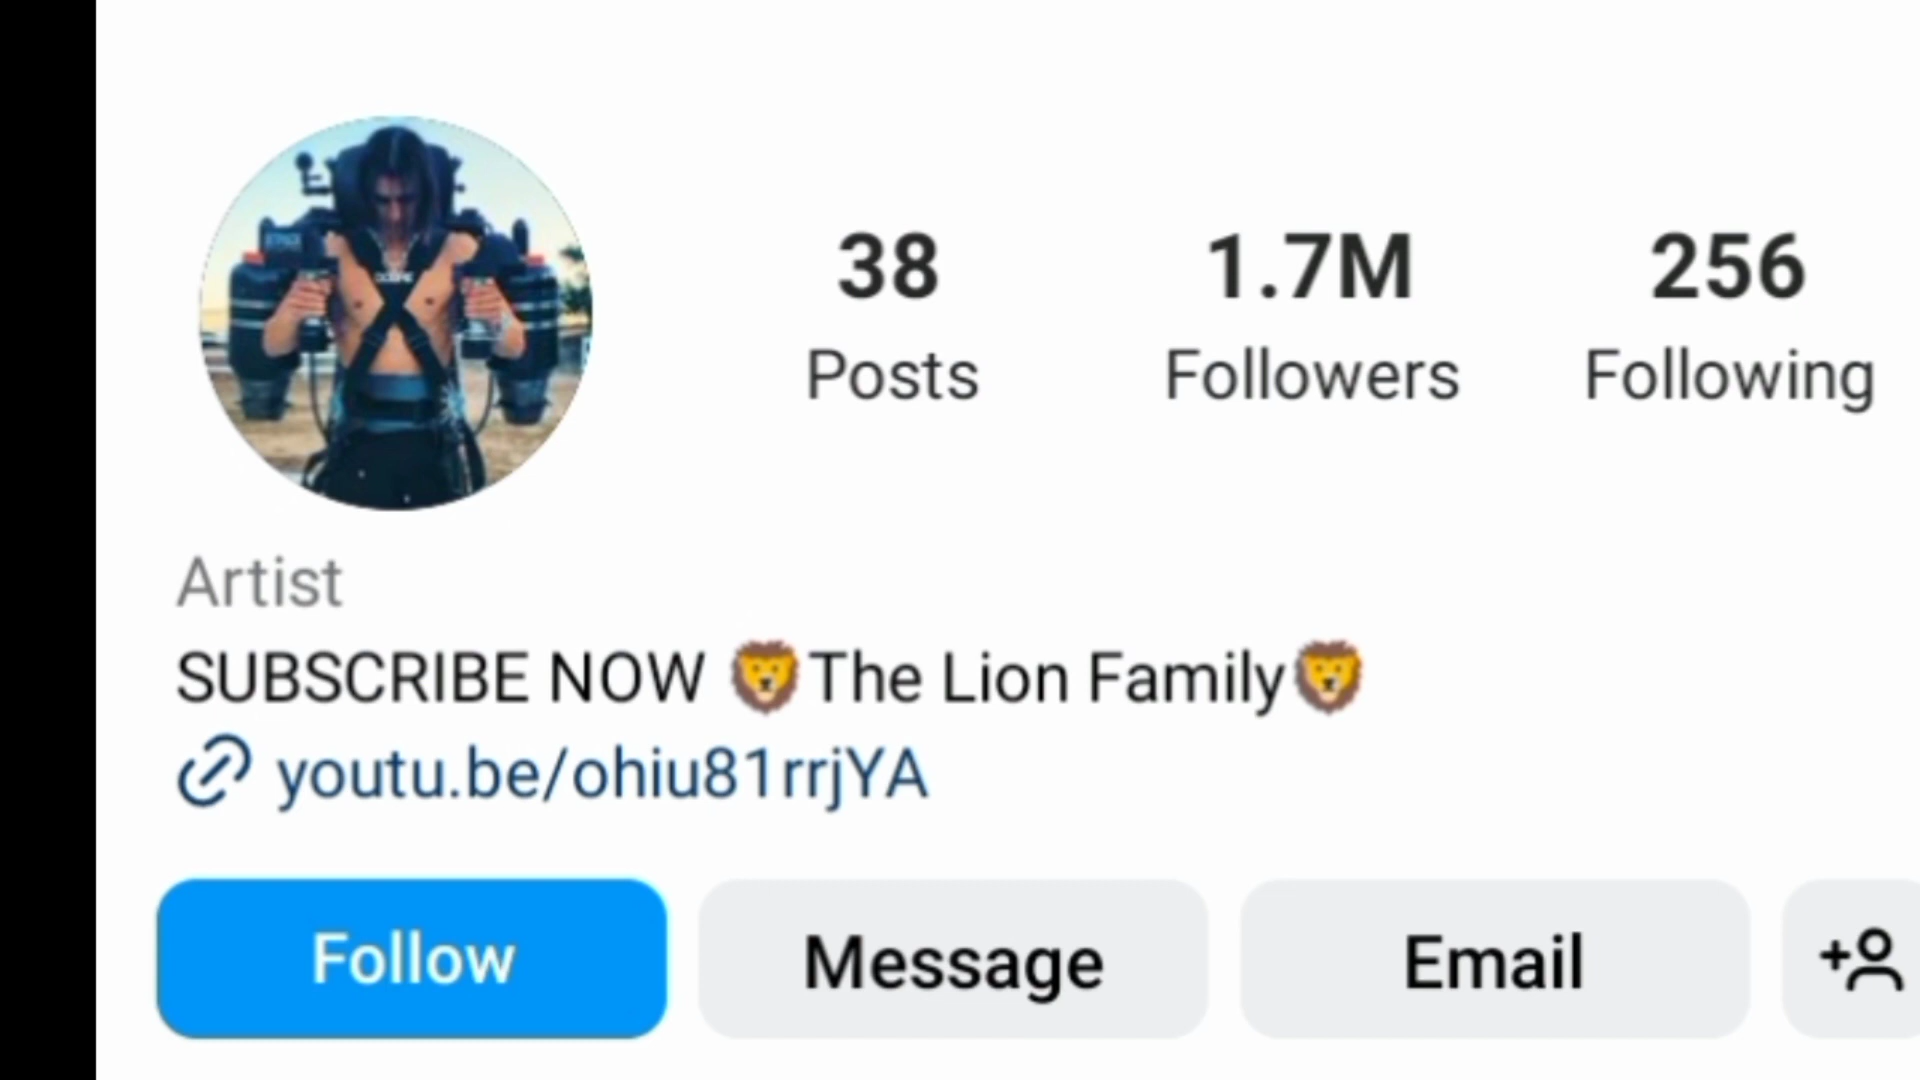 38 1.7M 256
Posts Followers Following
Artist
SUBSCRIBE NOW 🦁The Lion Family🦁
youtu.be/ohiu81rrjYA
Follow Message Email